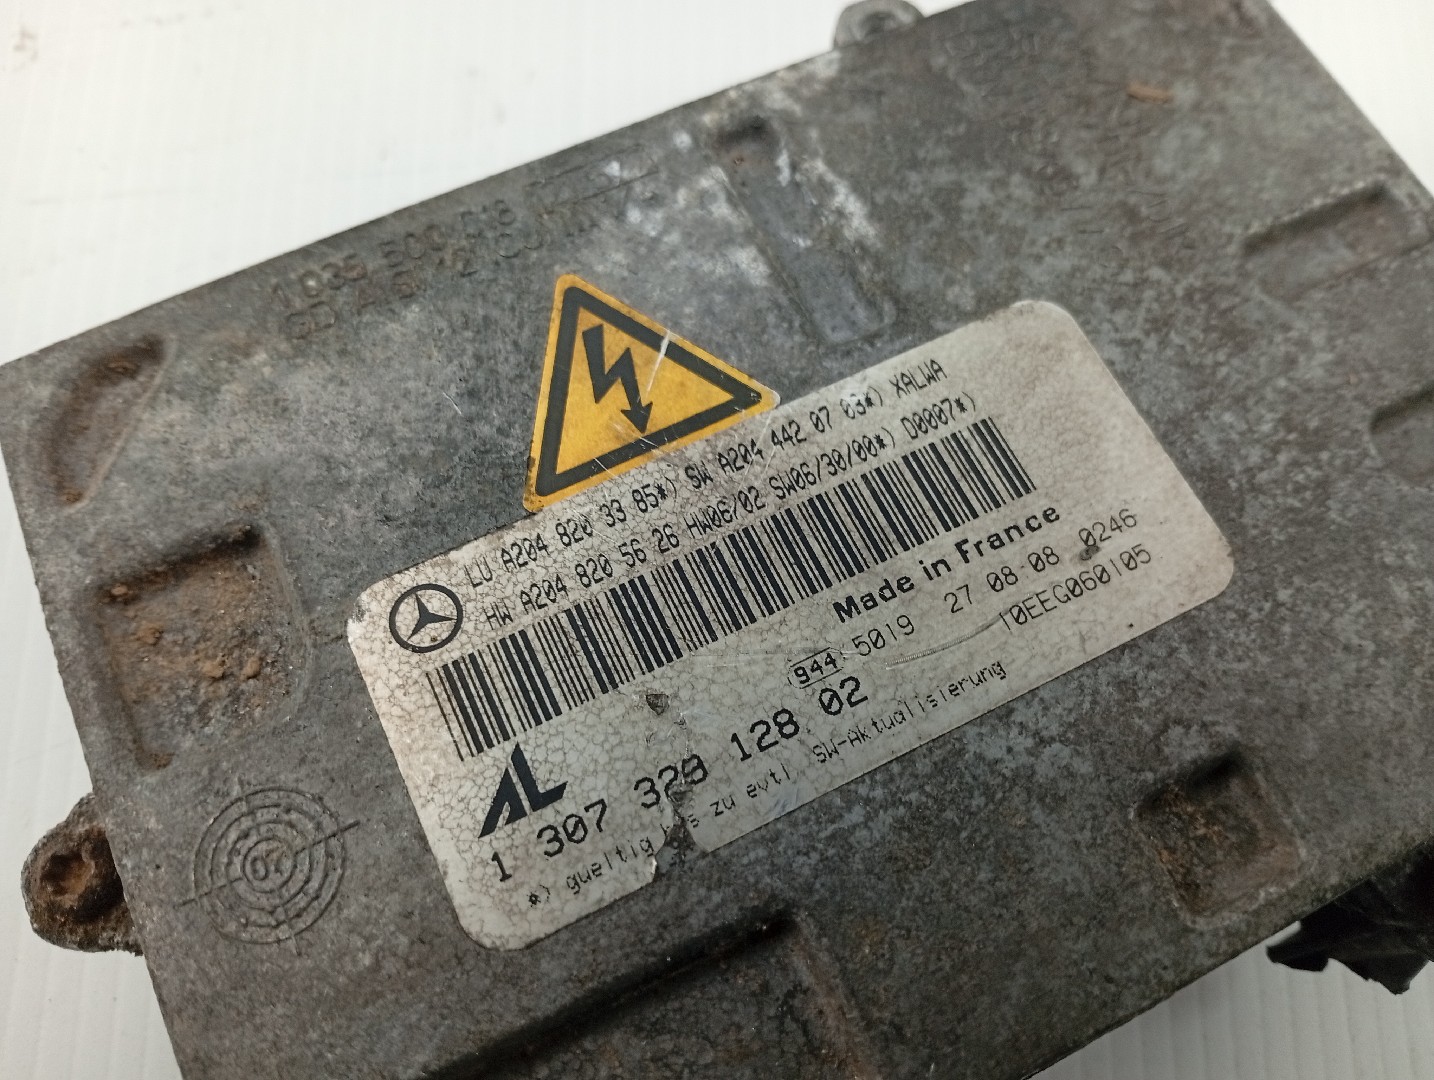 LU A204 820 33 85*) SW A204 442 07 03*) XALWA
HW A204 820 56 26 HW06/02 SW06/30/00*) D0007*)
Made in France
944 5019 27 08 08 0246
AL
1 307 329 128 02
10EEG060105
*) gueltig bis zu evtl. SW-Aktualisierung
07